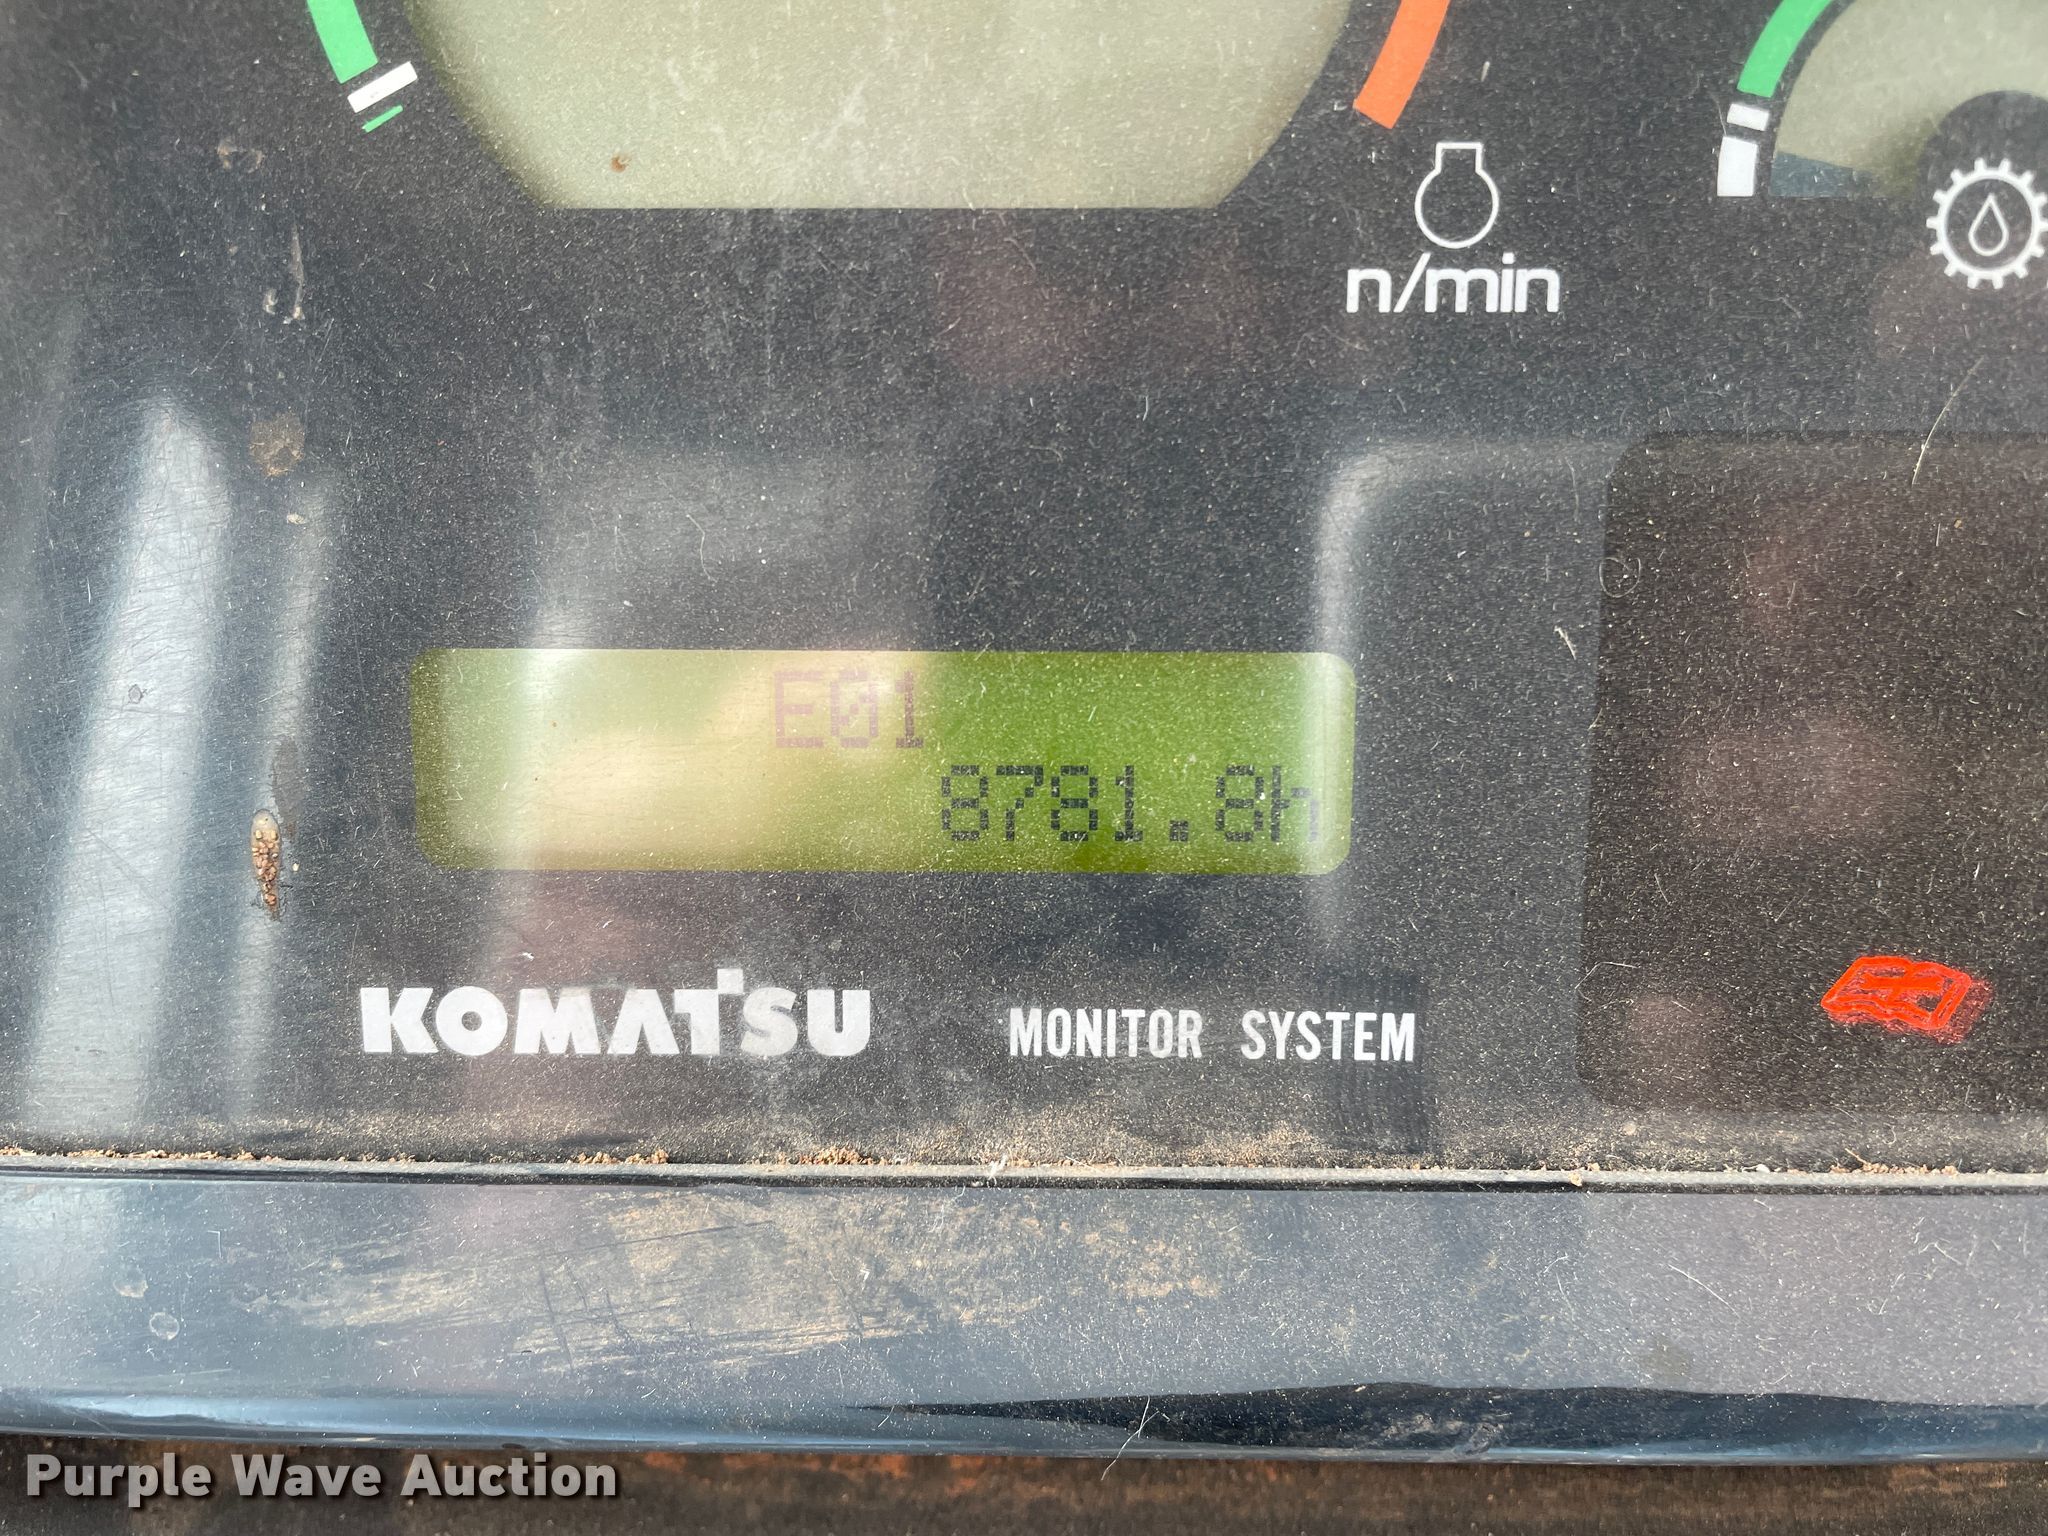 n/min
E01
8781.8h
KOMATSU
MONITOR SYSTEM
Purple Wave Auction